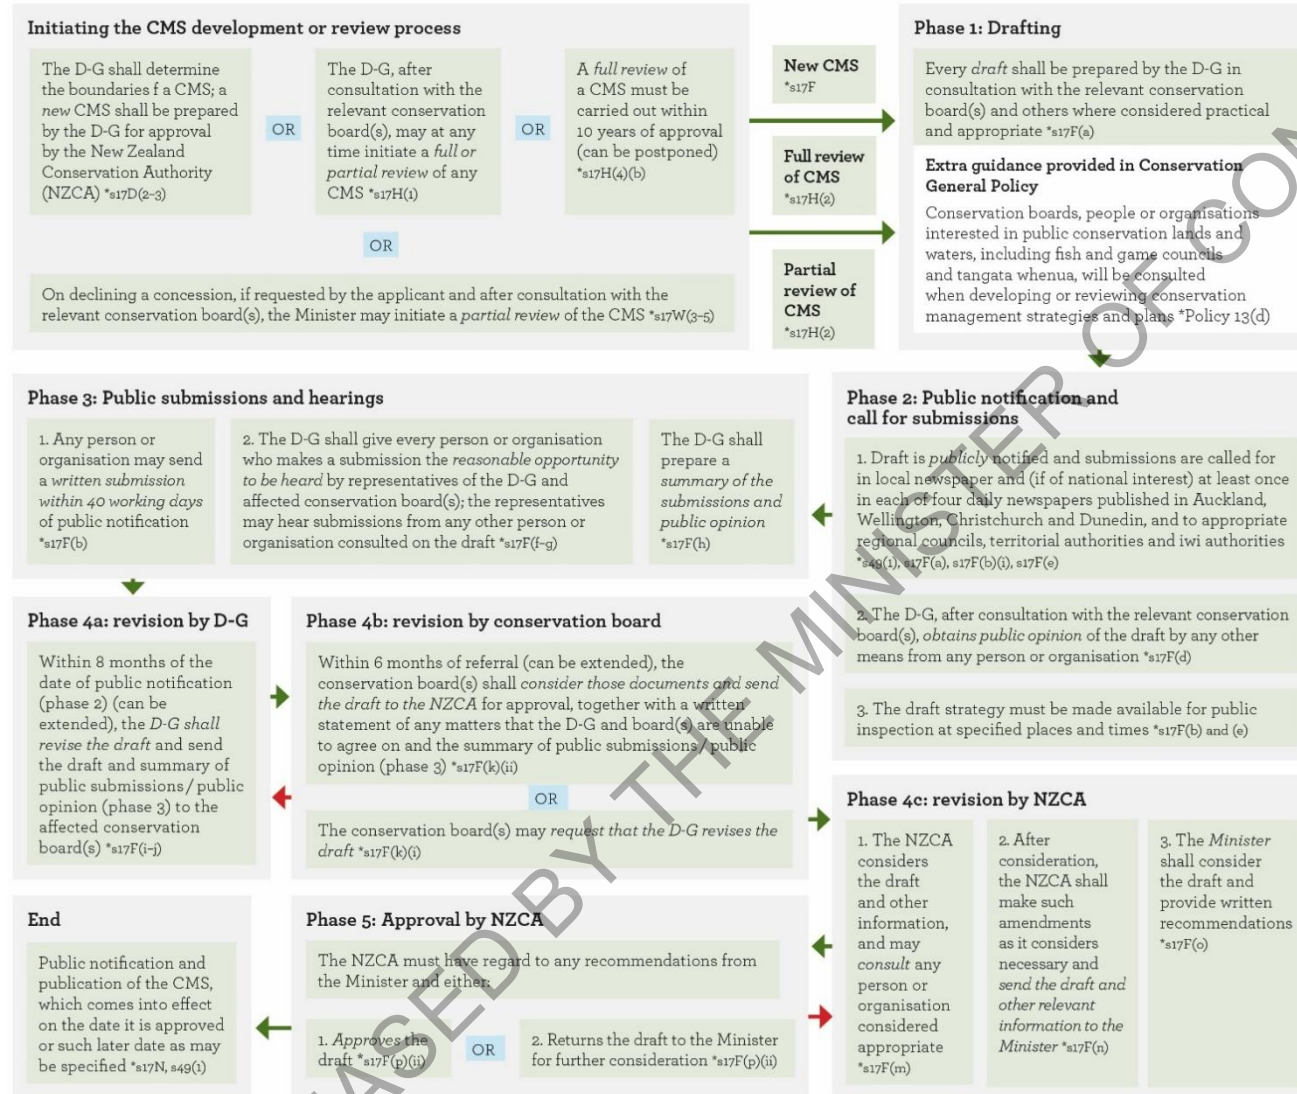 Initiating the CMS development or review process
The D-G shall determine
the boundaries f a CMS; a
new CMS shall be prepared
by the D-G for approval
by the New Zealand
Conservation Authority
(NZCA) *s17D(2–3)
OR
The D-G, after
consultation with the
relevant conservation
board(s), may at any
time initiate a full or
partial review of any
CMS *s17H(1)
OR
A full review of
a CMS must be
carried out within
10 years of approval
(can be postponed)
*s17H(4)(b)
OR
On declining a concession, if requested by the applicant and after consultation with the
relevant conservation board(s), the Minister may initiate a partial review of the CMS *s17W(3–5)
New CMS
*s17F
Full review
of CMS
*s17H(2)
Partial
review of
CMS
*s17H(2)
Phase 1: Drafting
Every draft shall be prepared by the D-G in
consultation with the relevant conservation
board(s) and others where considered practical
and appropriate *s17F(a)
Extra guidance provided in Conservation
General Policy
Conservation boards, people or organisations
interested in public conservation lands and
waters, including fish and game councils
and tangata whenua, will be consulted
when developing or reviewing conservation
management strategies and plans *Policy 13(d)
Phase 2: Public notification and
call for submissions
1. Draft is publicly notified and submissions are called for
in local newspaper and (if of national interest) at least once
in each of four daily newspapers published in Auckland,
Wellington, Christchurch and Dunedin, and to appropriate
regional councils, territorial authorities and iwi authorities
*s49(1), s17F(a), s17F(b)(i), s17F(e)
2. The D-G, after consultation with the relevant conservation
board(s), obtains public opinion of the draft by any other
means from any person or organisation *s17F(d)
3. The draft strategy must be made available for public
inspection at specified places and times *s17F(b) and (e)
Phase 3: Public submissions and hearings
1. Any person or
organisation may send
a written submission
within 40 working days
of public notification
*s17F(b)
2. The D-G shall give every person or organisation
who makes a submission the reasonable opportunity
to be heard by representatives of the D-G and
affected conservation board(s); the representatives
may hear submissions from any other person or
organisation consulted on the draft *s17F(f–g)
The D-G shall
prepare a
summary of the
submissions and
public opinion
*s17F(h)
Phase 4a: revision by D-G
Within 8 months of the
date of public notification
(phase 2) (can be
extended), the D-G shall
revise the draft and send
the draft and summary of
public submissions / public
opinion (phase 3) to the
affected conservation
board(s) *s17F(i–j)
Phase 4b: revision by conservation board
Within 6 months of referral (can be extended), the
conservation board(s) shall consider those documents and send
the draft to the NZCA for approval, together with a written
statement of any matters that the D-G and board(s) are unable
to agree on and the summary of public submissions / public
opinion (phase 3) *s17F(k)(ii)
OR
The conservation board(s) may request that the D-G revises the
draft *s17F(k)(i)
Phase 4c: revision by NZCA
1. The NZCA
considers
the draft
and other
information,
and may
consult any
person or
organisation
considered
appropriate
*s17F(m)
2. After
consideration,
the NZCA shall
make such
amendments
as it considers
necessary and
send the draft and
other relevant
information to the
Minister *s17F(n)
3. The Minister
shall consider
the draft and
provide written
recommendations
*s17F(o)
Phase 5: Approval by NZCA
The NZCA must have regard to any recommendations from
the Minister and either:
1. Approves the
draft *s17F(p)(ii)
OR
2. Returns the draft to the Minister
for further consideration *s17F(p)(ii)
End
Public notification and
publication of the CMS,
which comes into effect
on the date it is approved
or such later date as may
be specified *s17N, s49(1)
EASED BY THE MINISTER OF CON